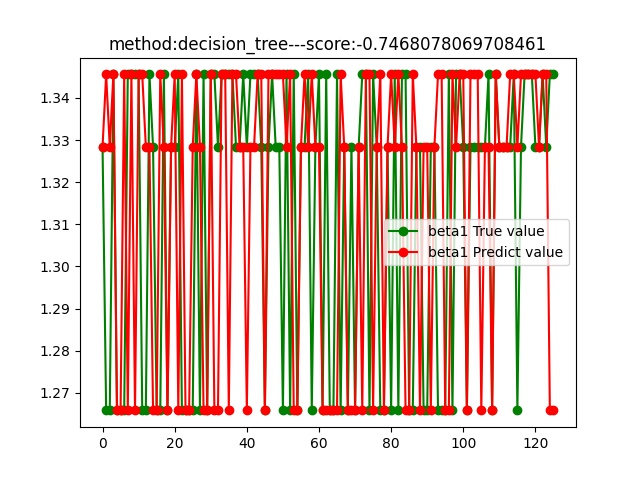 method:decision_tree---score:-0.7468078069708461
1.34
1.33
1.32
1.31
1.30
1.29
1.28
1.27
beta1 True value
beta1 Predict value
0 20 40 60 80 100 120